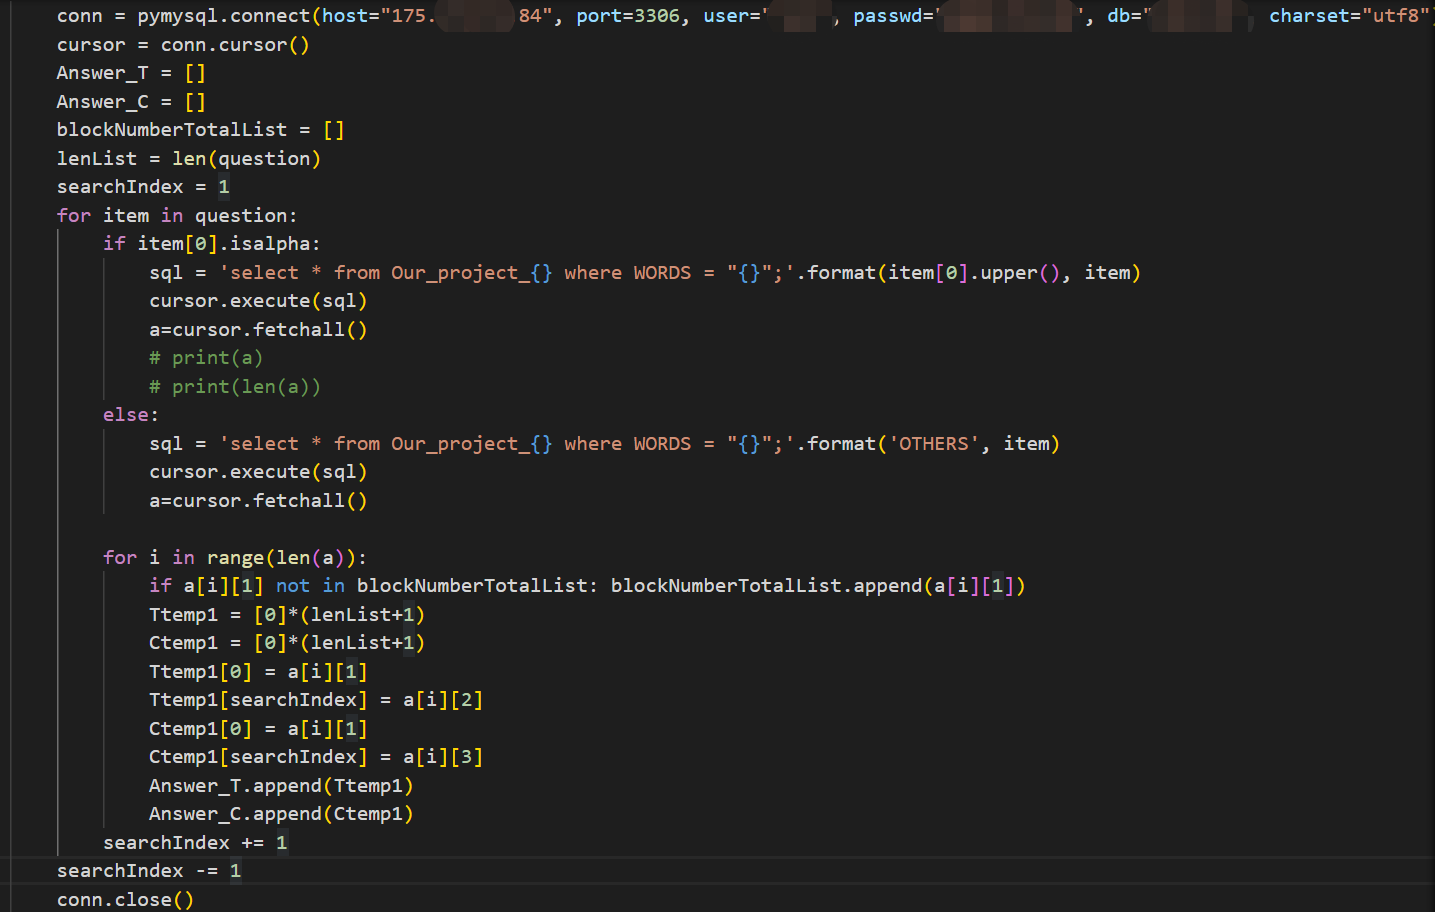 conn = pymysql.connect(host="175. 84", port=3306, user=" , passwd=' ', db=" , charset="utf8")
cursor = conn.cursor()
Answer_T = []
Answer_C = []
blockNumberTotalList = []
lenList = len(question)
searchIndex = 1
for item in question:
    if item[0].isalpha:
        sql = 'select * from Our_project_{} where WORDS = "{}";'.format(item[0].upper(), item)
        cursor.execute(sql)
        a=cursor.fetchall()
        # print(a)
        # print(len(a))
    else:
        sql = 'select * from Our_project_{} where WORDS = "{}";'.format('OTHERS', item)
        cursor.execute(sql)
        a=cursor.fetchall()

    for i in range(len(a)):
        if a[i][1] not in blockNumberTotalList: blockNumberTotalList.append(a[i][1])
        Ttemp1 = [0]*(lenList+1)
        Ctemp1 = [0]*(lenList+1)
        Ttemp1[0] = a[i][1]
        Ttemp1[searchIndex] = a[i][2]
        Ctemp1[0] = a[i][1]
        Ctemp1[searchIndex] = a[i][3]
        Answer_T.append(Ttemp1)
        Answer_C.append(Ctemp1)
    searchIndex += 1
searchIndex -= 1
conn.close()